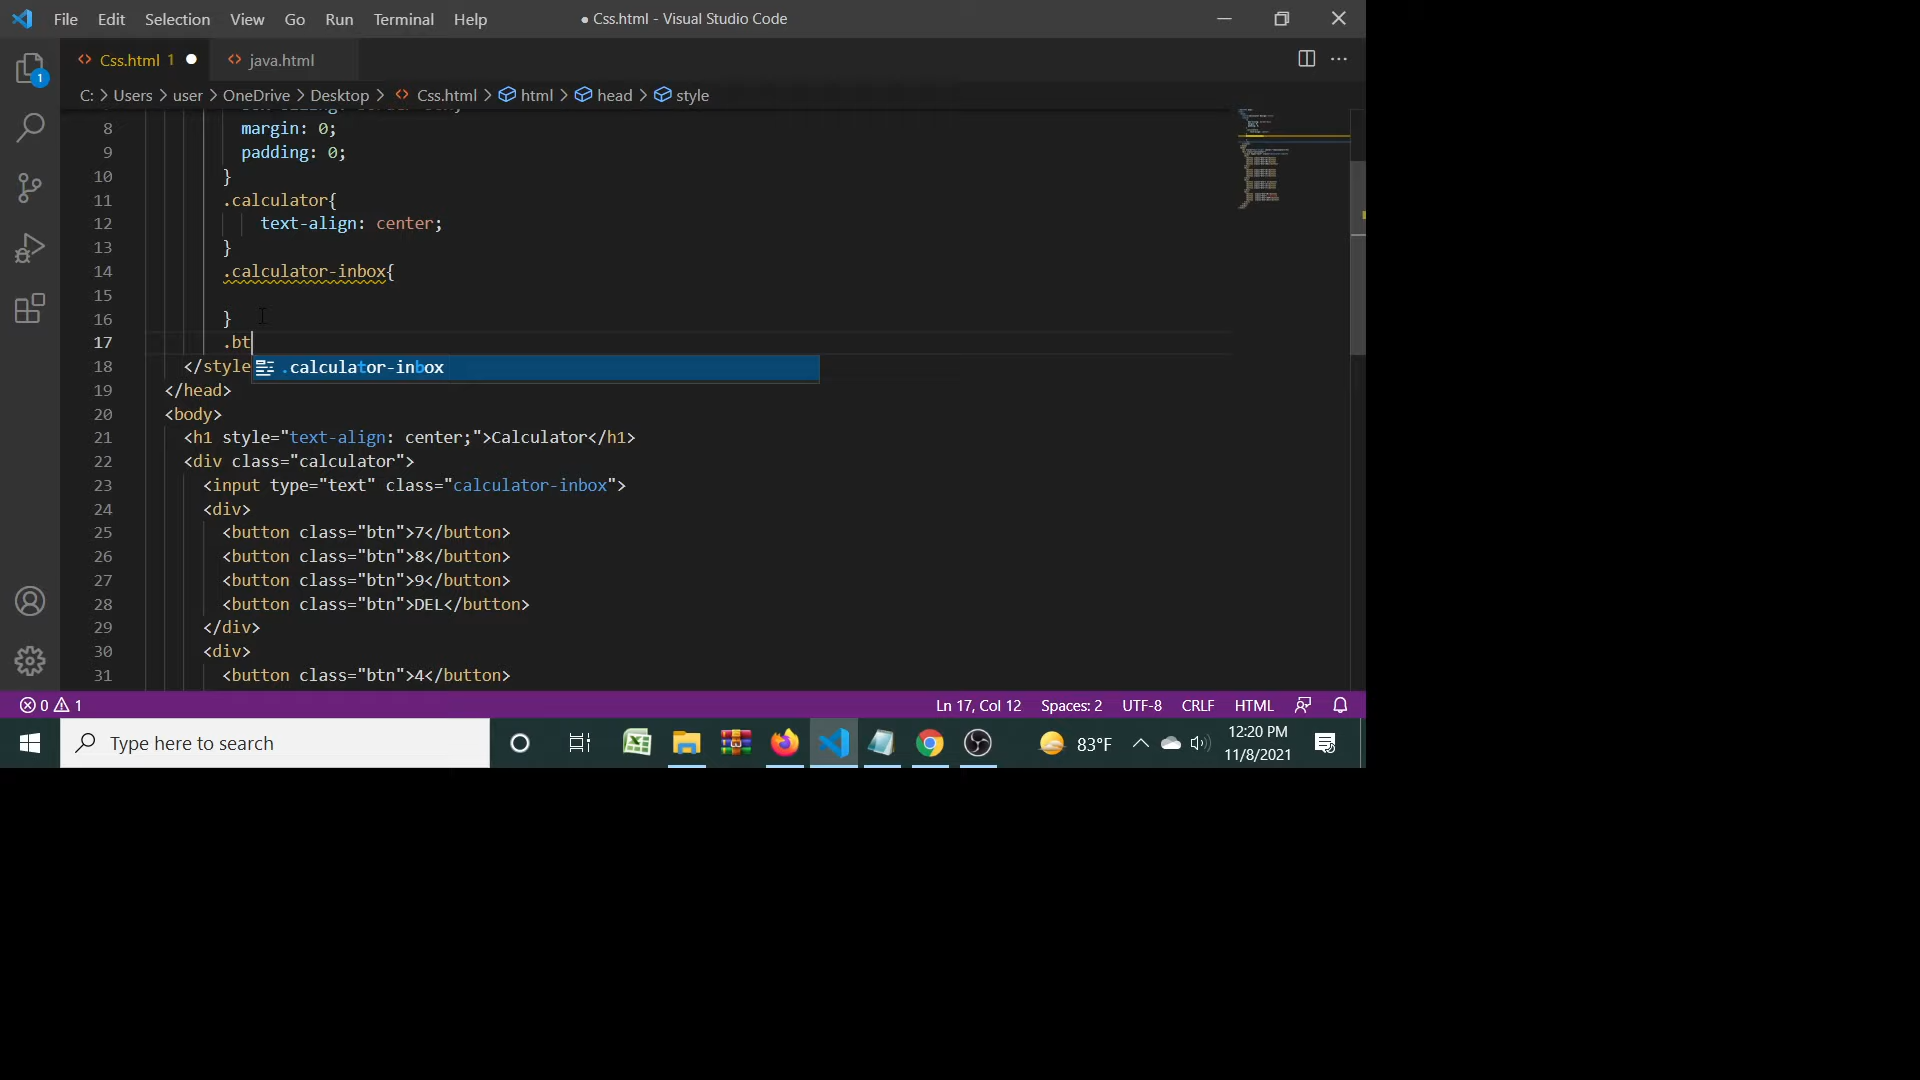 File Edit Selection View Go Run Terminal Help ● Css.html - Visual Studio Code
Css.html 1 java.html
C: > Users > user > OneDrive > Desktop > Css.html > html > head > style
8 margin: 0;
9 padding: 0;
10 }
11 .calculator{
12 text-align: center;
13 }
14 .calculator-inbox{
15
16 }
17 .bt
18 </style
.calculator-inbox
19 </head>
20 <body>
21 <h1 style="text-align: center;">Calculator</h1>
22 <div class="calculator">
23 <input type="text" class="calculator-inbox">
24 <div>
25 <button class="btn">7</button>
26 <button class="btn">8</button>
27 <button class="btn">9</button>
28 <button class="btn">DEL</button>
29 </div>
30 <div>
31 <button class="btn">4</button>
0 1 Ln 17, Col 12 Spaces: 2 UTF-8 CRLF HTML
Type here to search 83°F 12:20 PM
11/8/2021
1